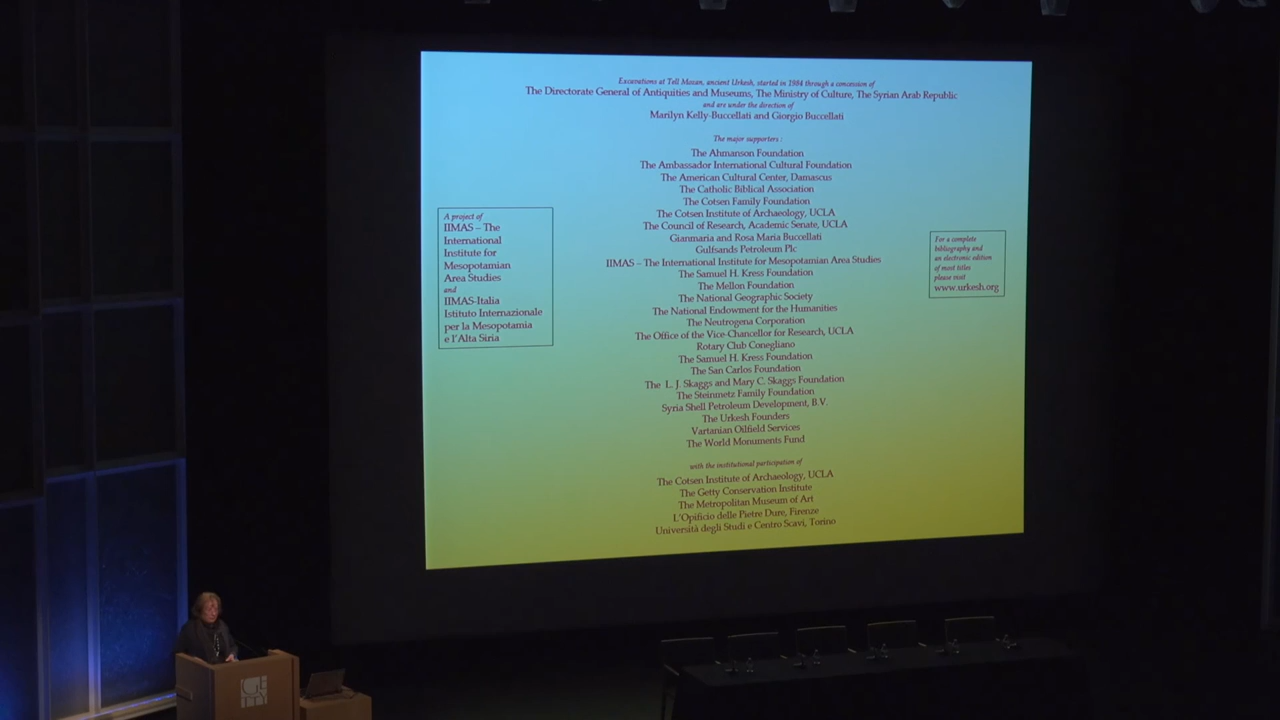 Excavations at Tell Mozan, ancient Urkesh, started in 1984 through a concession of
The Directorate General of Antiquities and Museums, The Ministry of Culture, The Syrian Arab Republic
and are under the direction of
Marilyn Kelly-Buccellati and Giorgio Buccellati
The major supporters :
The Ahmanson Foundation
The Ambassador International Cultural Foundation
The American Cultural Center, Damascus
The Catholic Biblical Association
The Cotsen Family Foundation
The Cotsen Institute of Archaeology, UCLA
The Council of Research, Academic Senate, UCLA
Gianmaria and Rosa Maria Buccellati
Gulfsands Petroleum Plc
IIMAS – The International Institute for Mesopotamian Area Studies
The Samuel H. Kress Foundation
The Mellon Foundation
The National Geographic Society
The National Endowment for the Humanities
The Neutrogena Corporation
The Office of the Vice-Chancellor for Research, UCLA
Rotary Club Conegliano
The Samuel H. Kress Foundation
The San Carlos Foundation
The L. J. Skaggs and Mary C. Skaggs Foundation
The Steinmetz Family Foundation
Syria Shell Petroleum Development, B.V.
The Urkesh Founders
Vartanian Oilfield Services
The World Monuments Fund
with the institutional participation of
The Cotsen Institute of Archaeology, UCLA
The Getty Conservation Institute
The Metropolitan Museum of Art
L'Opificio delle Pietre Dure, Firenze
Università degli Studi e Centro Scavi, Torino
A project of
IIMAS – The
International
Institute for
Mesopotamian
Area Studies
and
IIMAS-Italia
Istituto Internazionale
per la Mesopotamia
e l'Alta Siria
For a complete
bibliography and
an electronic edition
of most titles
please visit
www.urkesh.org
GE
TTY